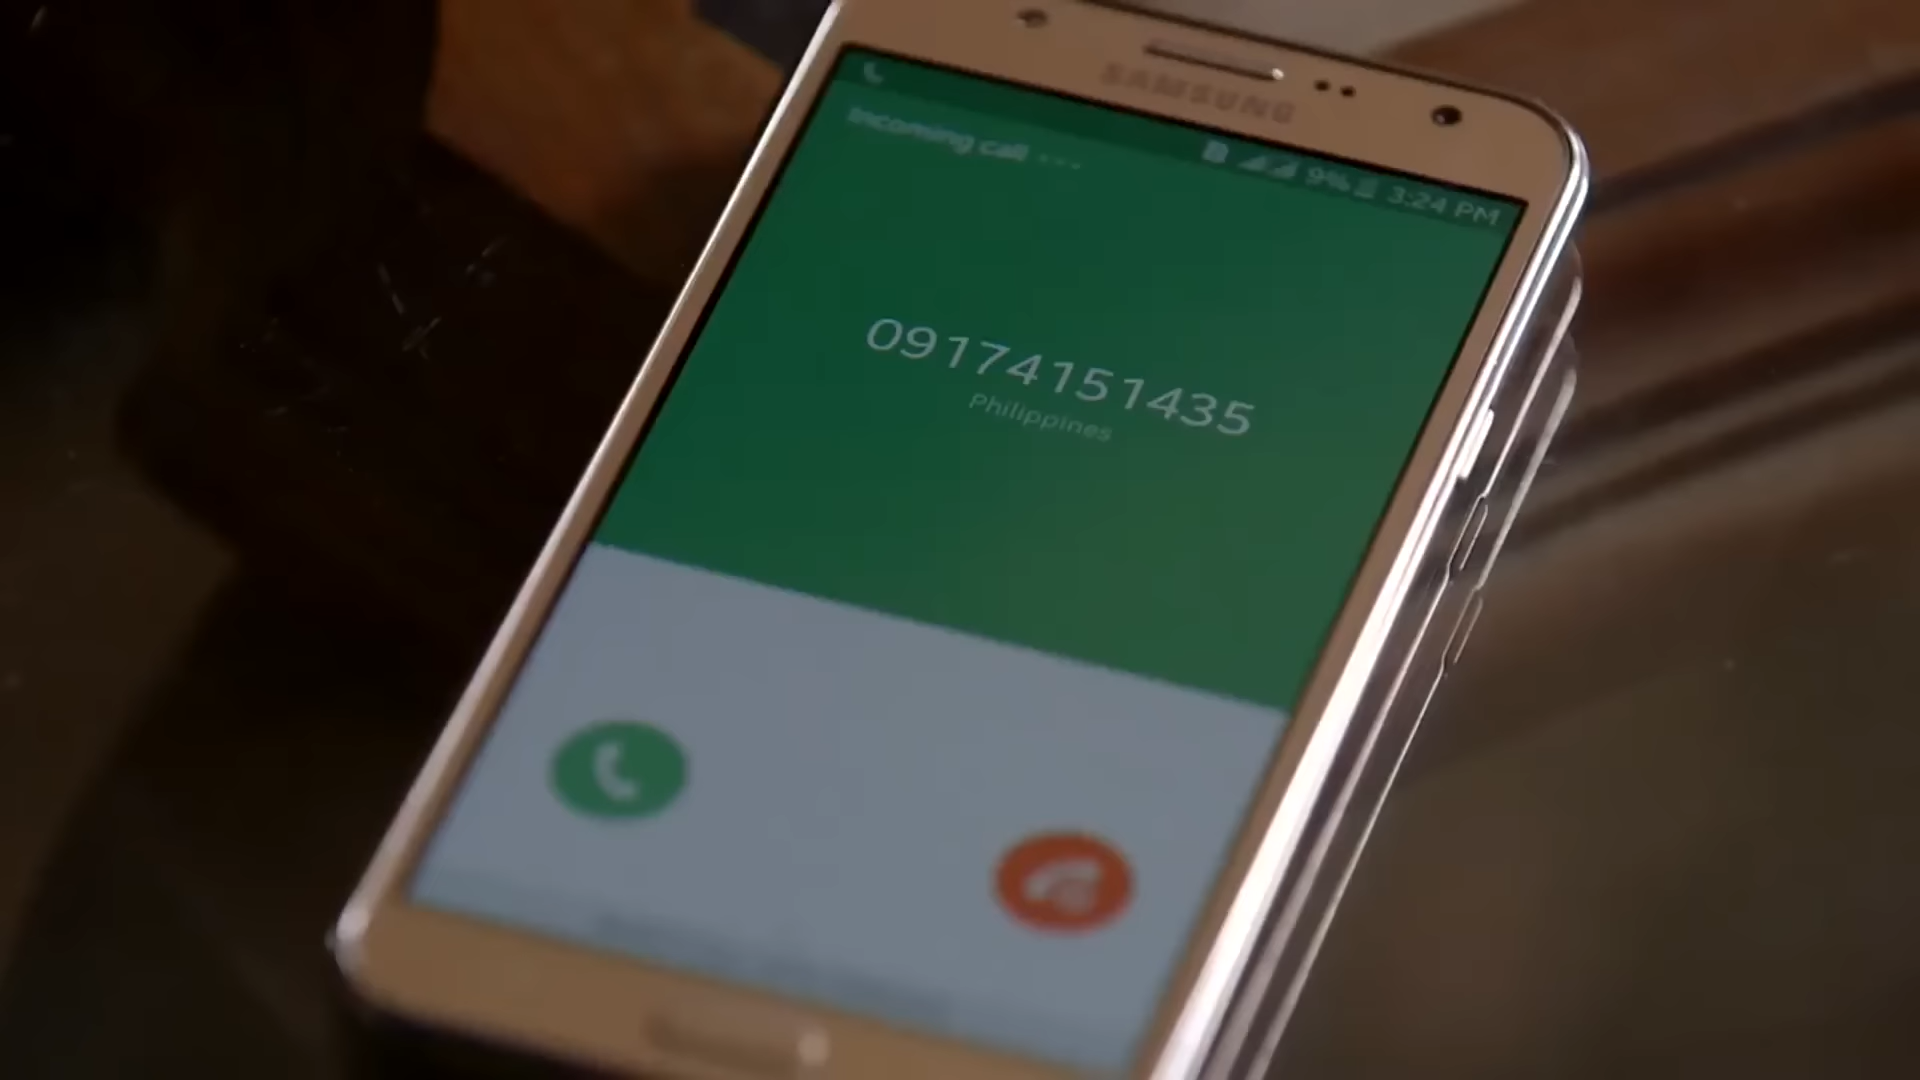 SAMSUNG
9% 3:24 PM
Incoming call ...
09174151435
Philippines